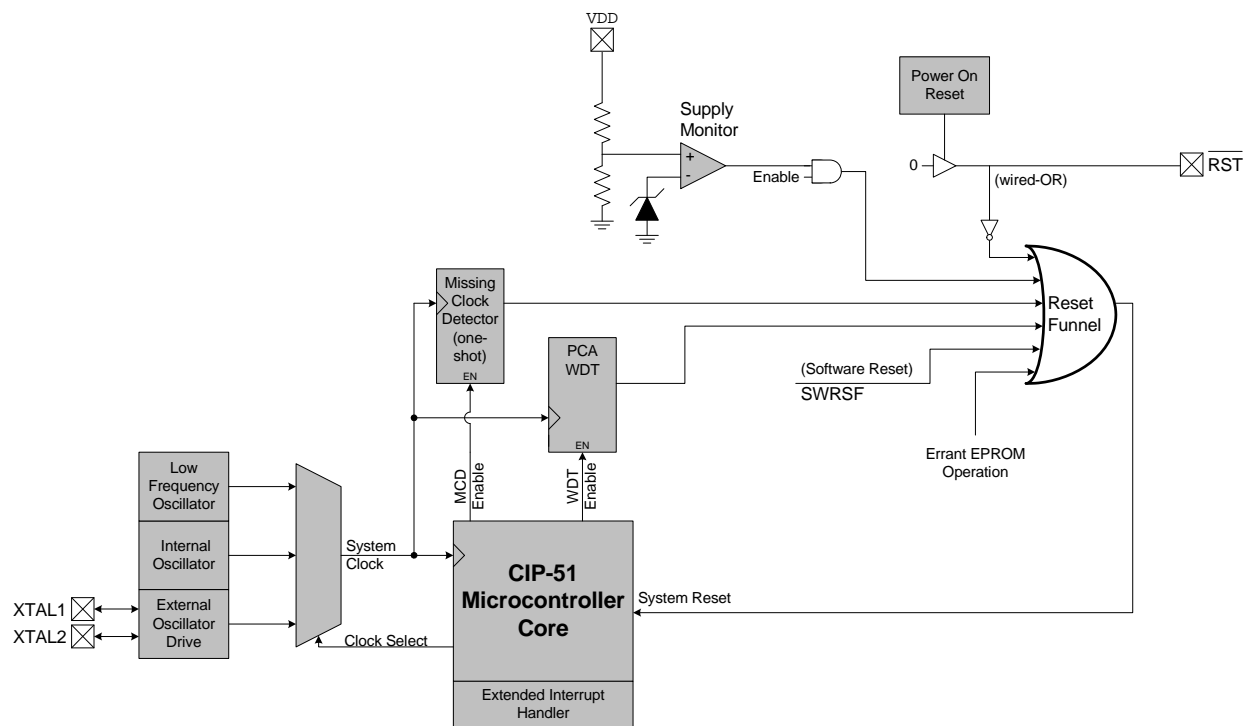 VDD
Power On
Reset
Supply
Monitor
+
-
Enable
0
(wired-OR)
RST
Missing
Clock
Detector
(one-
shot)
EN
Reset
Funnel
PCA
WDT
EN
(Software Reset)
SWRSF
Errant EPROM
Operation
MCD
Enable
WDT
Enable
Low
Frequency
Oscillator
Internal
Oscillator
External
Oscillator
Drive
XTAL1
XTAL2
System
Clock
Clock Select
CIP-51
Microcontroller
Core
System Reset
Extended Interrupt
Handler